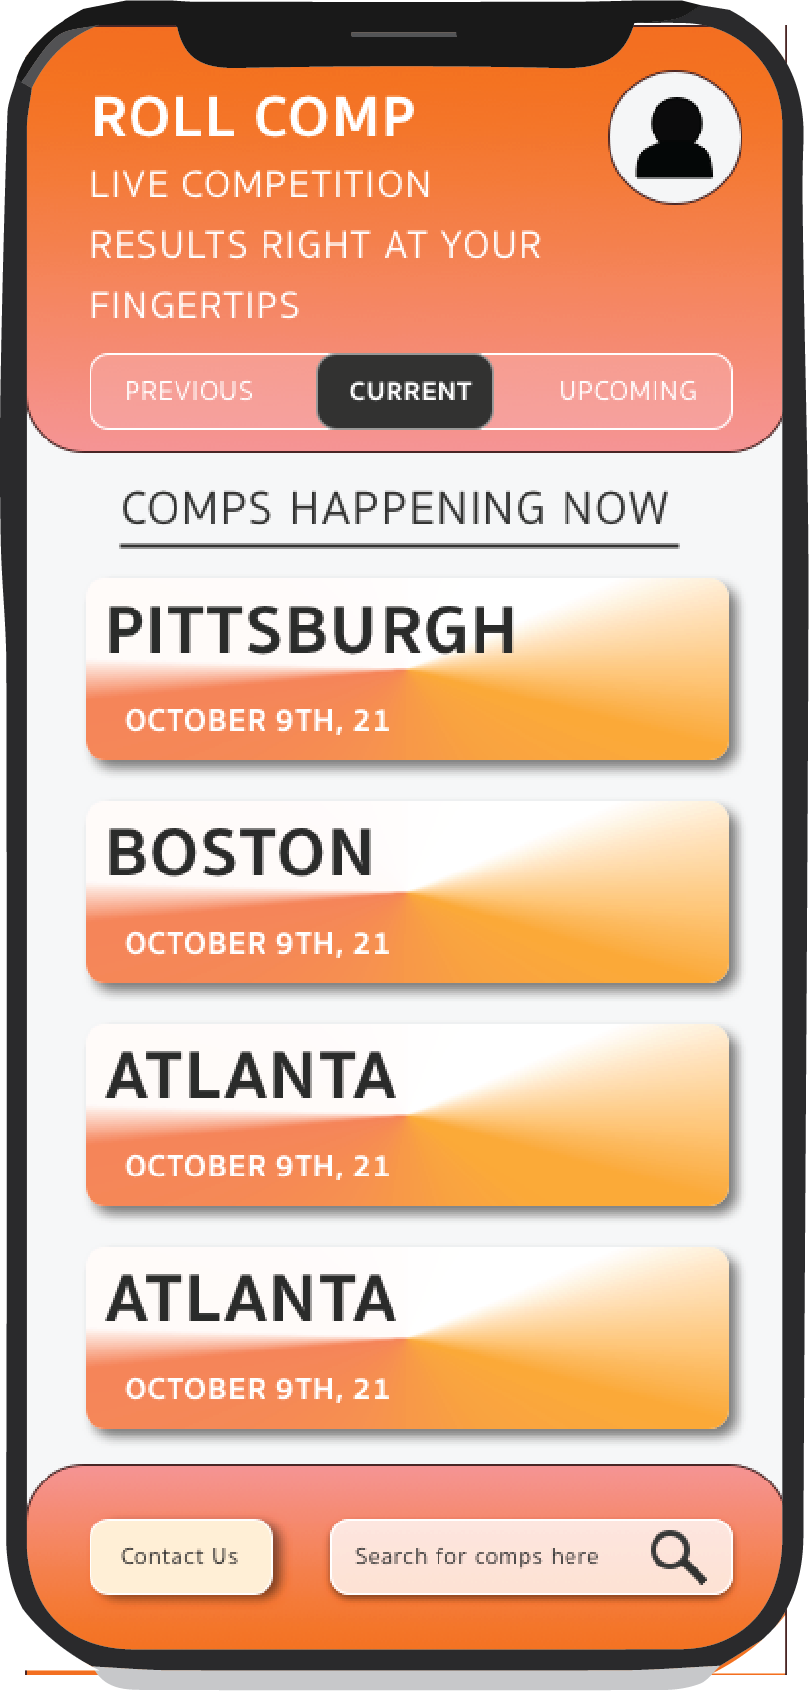 ROLL COMP
LIVE COMPETITION
RESULTS RIGHT AT YOUR
FINGERTIPS
PREVIOUS CURRENT UPCOMING
COMPS HAPPENING NOW
PITTSBURGH
OCTOBER 9TH, 21
BOSTON
OCTOBER 9TH, 21
ATLANTA
OCTOBER 9TH, 21
ATLANTA
OCTOBER 9TH, 21
Contact Us Search for comps here